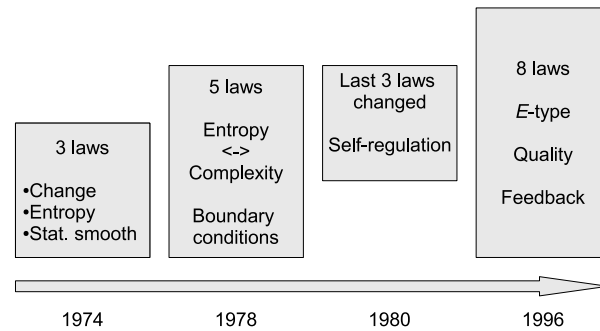 3 laws
•Change
•Entropy
•Stat. smooth
5 laws
Entropy
<->
Complexity
Boundary
conditions
Last 3 laws
changed
Self-regulation
8 laws
E-type
Quality
Feedback
1974
1978
1980
1996